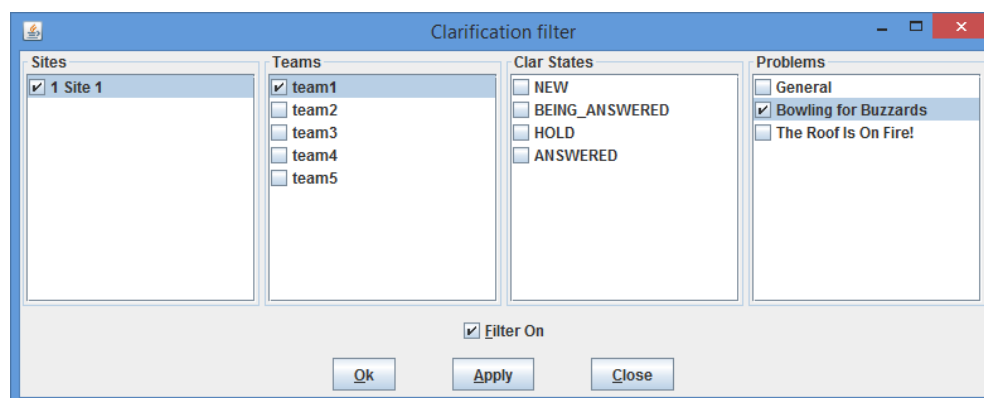 Clarification filter
Sites
1 Site 1
Teams
team1
team2
team3
team4
team5
Clar States
NEW
BEING_ANSWERED
HOLD
ANSWERED
Problems
General
Bowling for Buzzards
The Roof Is On Fire!
Filter On
Ok Apply Close